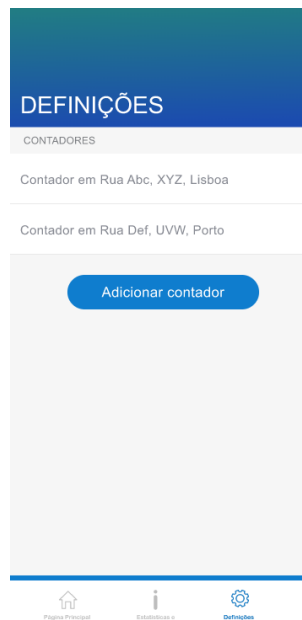 DEFINIÇÕES
CONTADORES
Contador em Rua Abc, XYZ, Lisboa
Contador em Rua Def, UVW, Porto
Adicionar contador
Página Principal
Estatísticas e
Definições